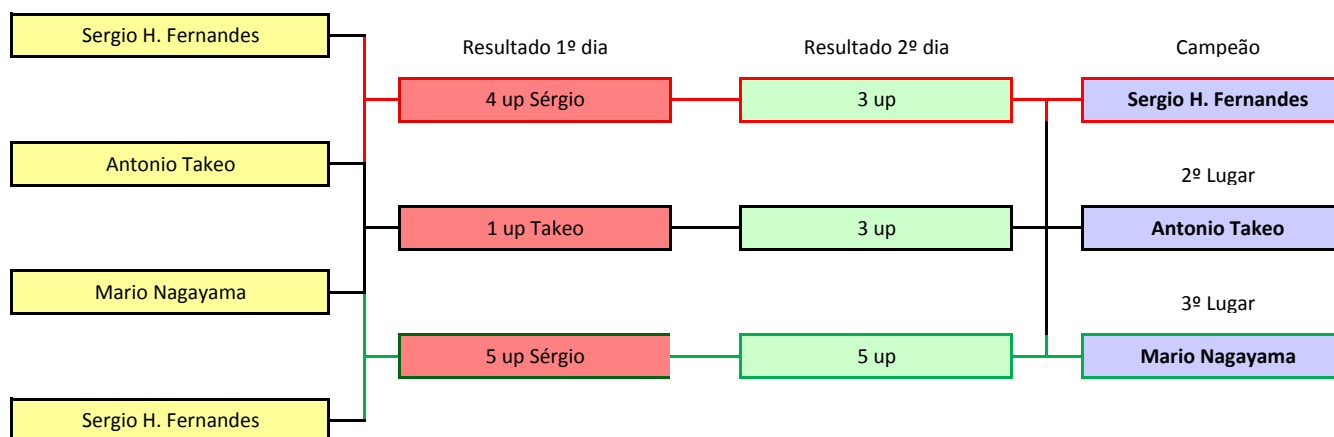 Sergio H. Fernandes
Resultado 1º dia
Resultado 2º dia
Campeão
4 up Sérgio
3 up
Sergio H. Fernandes
Antonio Takeo
2º Lugar
1 up Takeo
3 up
Antonio Takeo
Mario Nagayama
3º Lugar
5 up Sérgio
5 up
Mario Nagayama
Sergio H. Fernandes